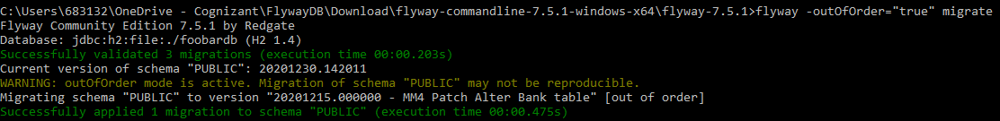 C:\Users\683132\OneDrive - Cognizant\FlywayDB\Download\flyway-commandline-7.5.1-windows-x64\flyway-7.5.1>flyway -outOfOrder="true" migrate
Flyway Community Edition 7.5.1 by Redgate
Database: jdbc:h2:file:./foobardb (H2 1.4)
Successfully validated 3 migrations (execution time 00:00.203s)
Current version of schema "PUBLIC": 20201230.142011
WARNING: outOfOrder mode is active. Migration of schema "PUBLIC" may not be reproducible.
Migrating schema "PUBLIC" to version "20201215.000000 - MM4 Patch Alter Bank table" [out of order]
Successfully applied 1 migration to schema "PUBLIC" (execution time 00:00.475s)